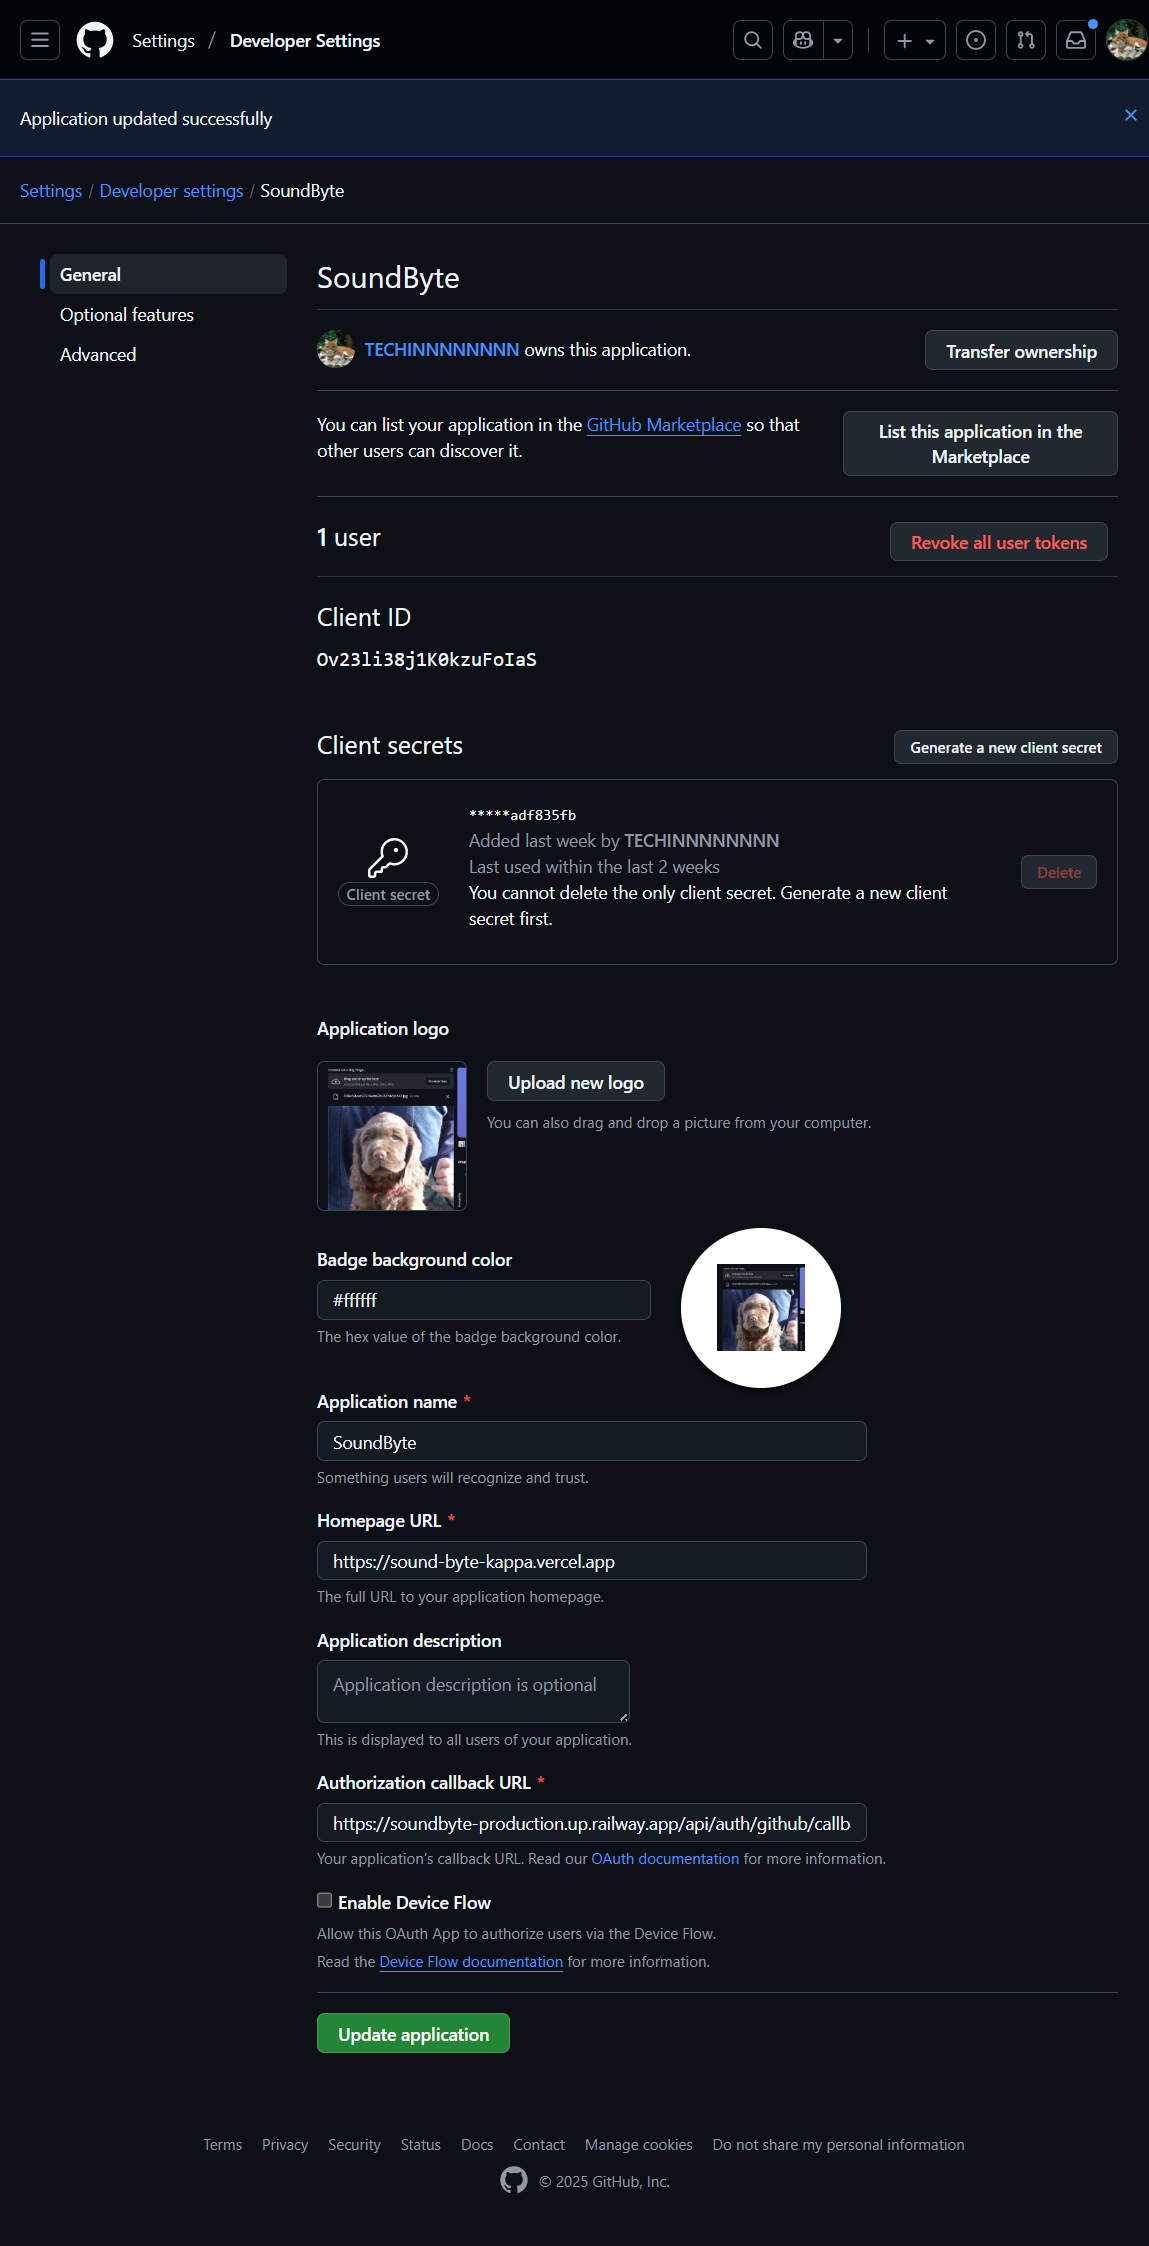 Settings / Developer Settings
Application updated successfully
Settings / Developer settings / SoundByte
General
Optional features
Advanced
SoundByte
TECHINNNNNNNN owns this application.
Transfer ownership
You can list your application in the GitHub Marketplace so that
other users can discover it.
List this application in the
Marketplace
1 user
Revoke all user tokens
Client ID
Ov23li38j1K0kzuFoIaS
Client secrets
Generate a new client secret
*****adf835fb
Added last week by TECHINNNNNNNN
Last used within the last 2 weeks
You cannot delete the only client secret. Generate a new client
secret first.
Client secret
Delete
Application logo
Upload new logo
You can also drag and drop a picture from your computer.
Badge background color
#ffffff
The hex value of the badge background color.
Application name *
SoundByte
Something users will recognize and trust.
Homepage URL *
https://sound-byte-kappa.vercel.app
The full URL to your application homepage.
Application description
Application description is optional
This is displayed to all users of your application.
Authorization callback URL *
https://soundbyte-production.up.railway.app/api/auth/github/callb
Your application's callback URL. Read our OAuth documentation for more information.
Enable Device Flow
Allow this OAuth App to authorize users via the Device Flow.
Read the Device Flow documentation for more information.
Update application
Terms Privacy Security Status Docs Contact Manage cookies Do not share my personal information
© 2025 GitHub, Inc.